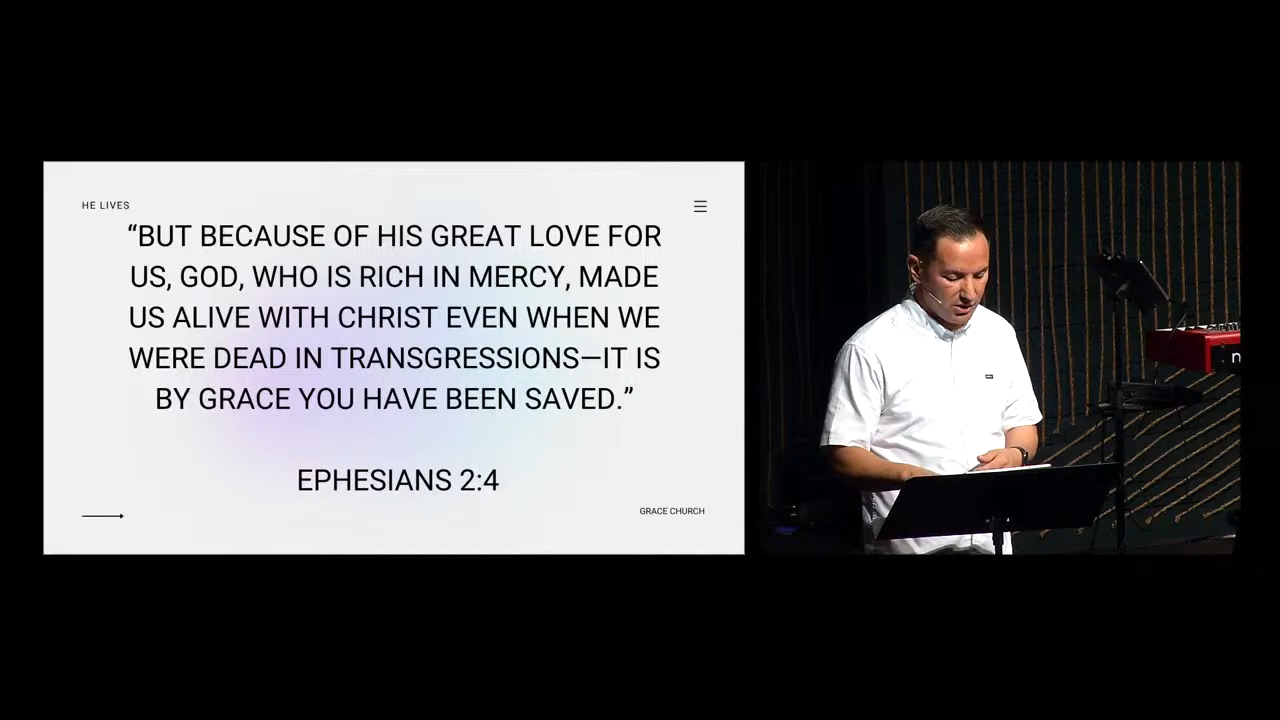 HE LIVES
“BUT BECAUSE OF HIS GREAT LOVE FOR
US, GOD, WHO IS RICH IN MERCY, MADE
US ALIVE WITH CHRIST EVEN WHEN WE
WERE DEAD IN TRANSGRESSIONS—IT IS
BY GRACE YOU HAVE BEEN SAVED.”
EPHESIANS 2:4
GRACE CHURCH